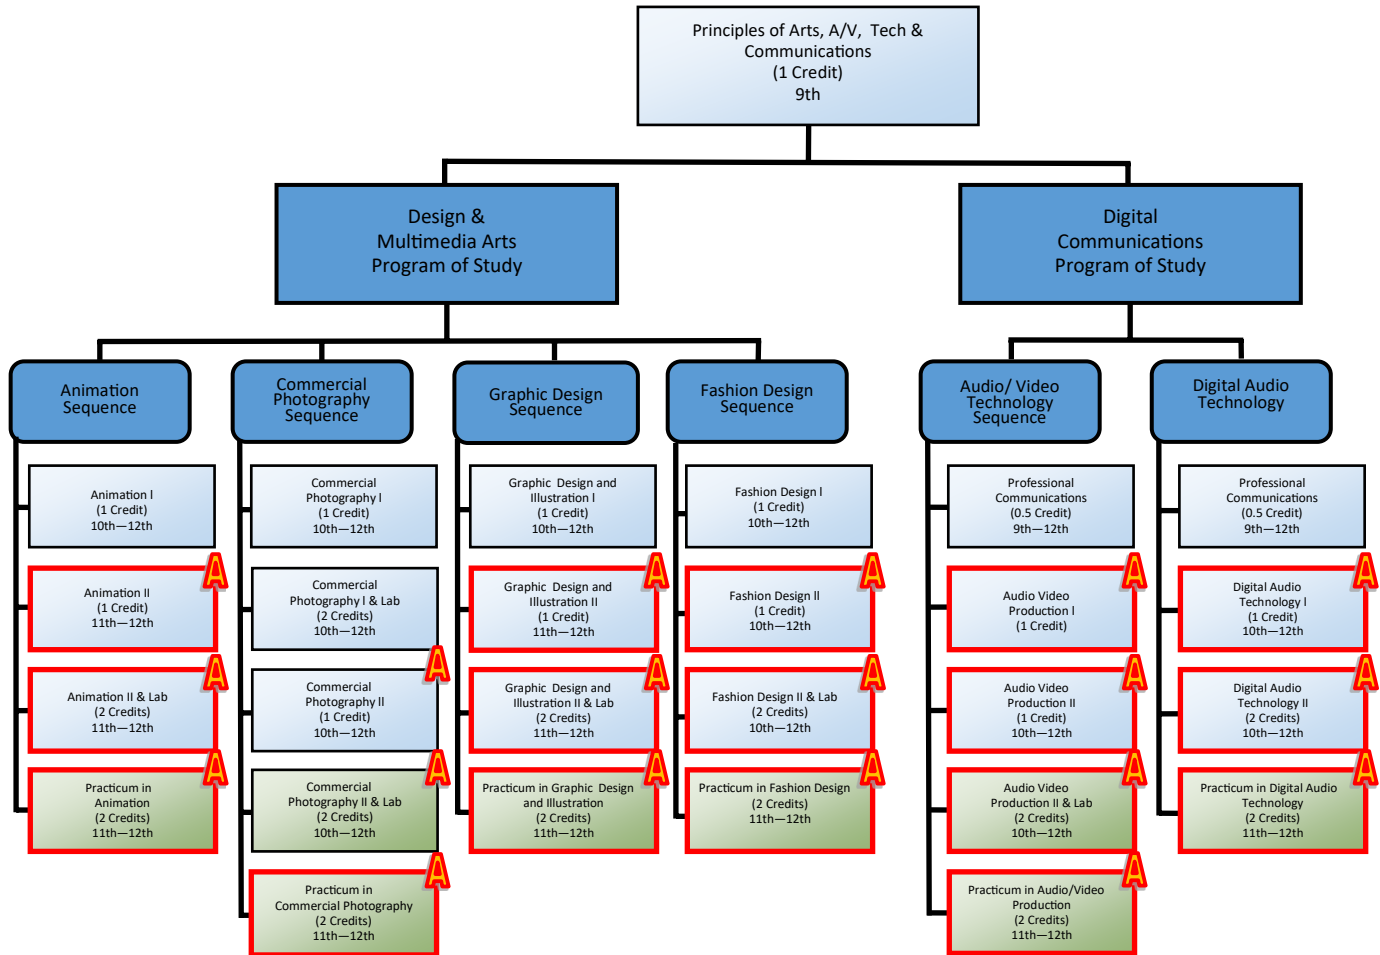 Principles of Arts, A/V, Tech &
Communications
(1 Credit)
9th
Design &
Multimedia Arts
Program of Study
Digital
Communications
Program of Study
Animation
Sequence
Commercial
Photography
Sequence
Graphic Design
Sequence
Fashion Design
Sequence
Audio/ Video
Technology
Sequence
Digital Audio
Technology
Animation I
(1 Credit)
10th—12th
A
Animation II
(1 Credit)
11th—12th
A
Animation II & Lab
(2 Credits)
11th—12th
A
Practicum in
Animation
(2 Credits)
11th—12th
Commercial
Photography I
(1 Credit)
10th—12th
Commercial
Photography I & Lab
(2 Credits)
10th—12th
A
Commercial
Photography II
(1 Credit)
10th—12th
A
Commercial
Photography II & Lab
(2 Credits)
10th—12th
A
Practicum in
Commercial Photography
(2 Credits)
11th—12th
Graphic Design and
Illustration I
(1 Credit)
10th—12th
A
Graphic Design and
Illustration II
(1 Credit)
11th—12th
A
Graphic Design and
Illustration II & Lab
(2 Credits)
11th—12th
A
Practicum in Graphic Design
and Illustration
(2 Credits)
11th—12th
Fashion Design I
(1 Credit)
10th—12th
A
Fashion Design II
(1 Credit)
10th—12th
A
Fashion Design II & Lab
(2 Credits)
10th—12th
A
Practicum in Fashion Design
(2 Credits)
11th—12th
Professional
Communications
(0.5 Credit)
9th—12th
A
Audio Video
Production I
(1 Credit)
A
Audio Video
Production II
(1 Credit)
10th—12th
A
Audio Video
Production II & Lab
(2 Credits)
10th—12th
A
Practicum in Audio/Video
Production
(2 Credits)
11th—12th
Professional
Communications
(0.5 Credit)
9th—12th
A
Digital Audio
Technology I
(1 Credit)
10th—12th
A
Digital Audio
Technology II
(2 Credits)
10th—12th
A
Practicum in Digital Audio
Technology
(2 Credits)
11th—12th